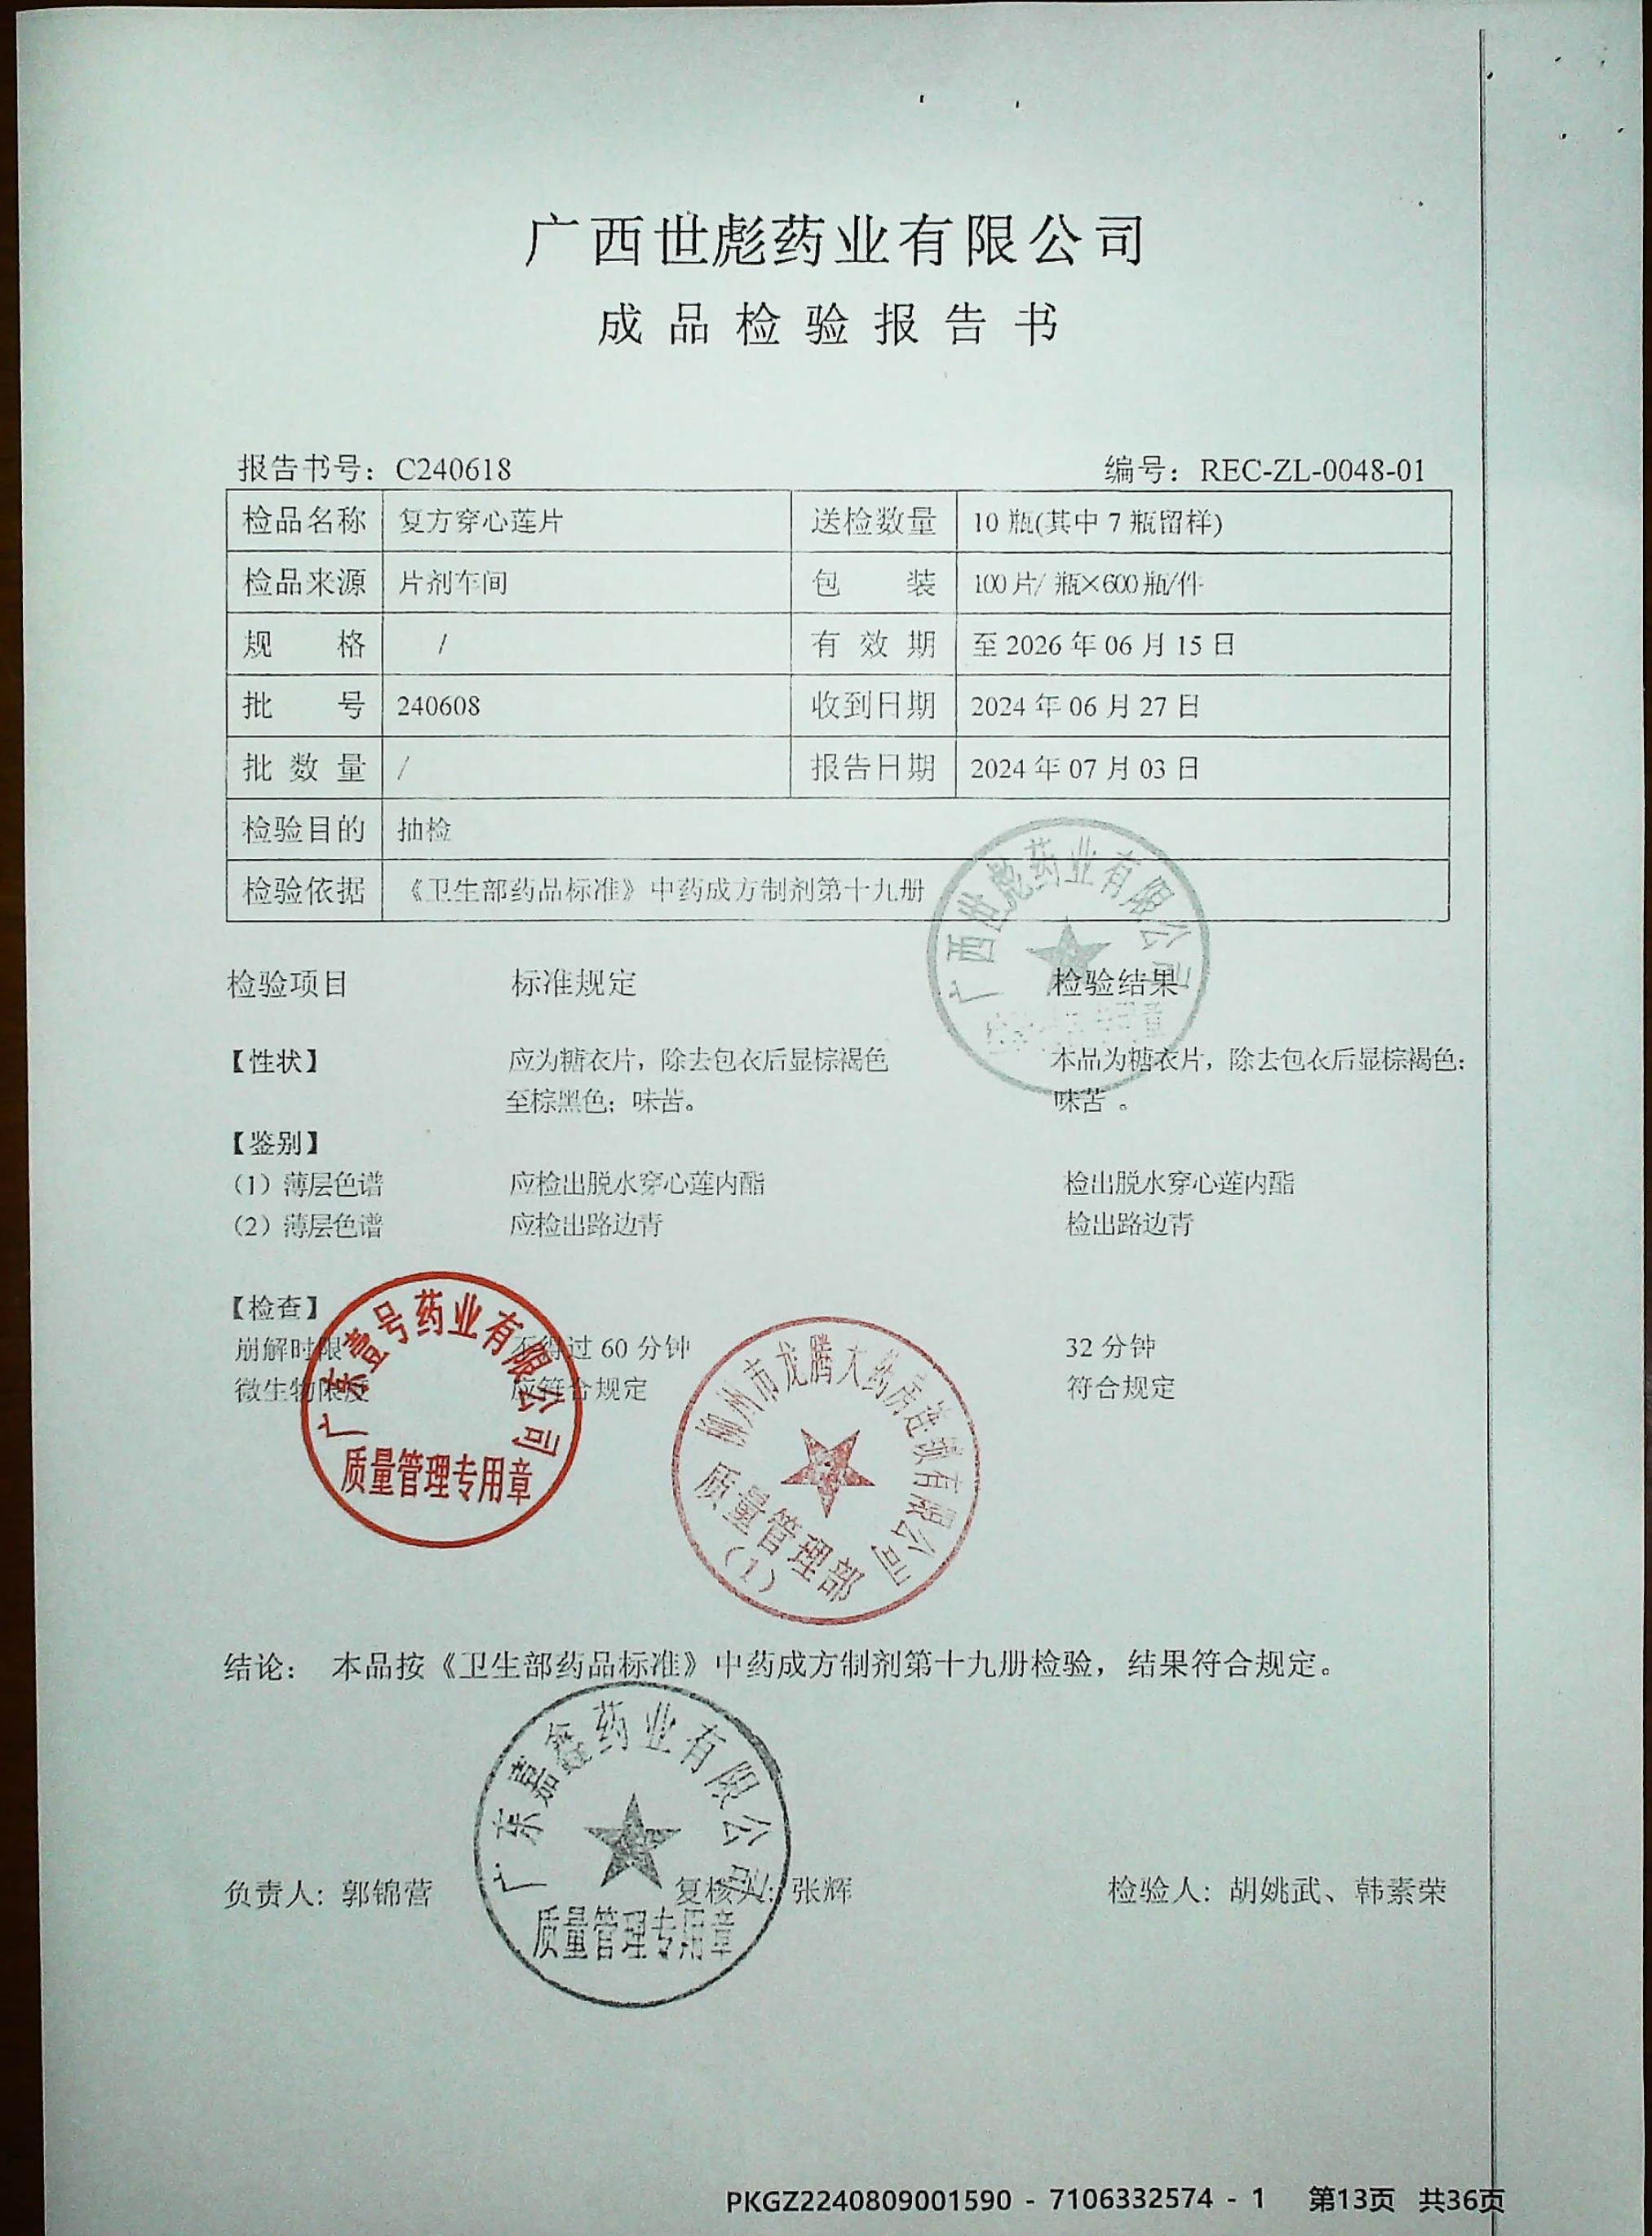 广西世彪药业有限公司
成品检验报告书
报告书号：C240618 编号：REC-ZL-0048-01
检品名称 复方穿心莲片 送检数量 10 瓶(其中 7 瓶留样)
检品来源 片剂车间 包装 100 片/ 瓶×600 瓶/件
规格 / 有效期 至 2026 年 06 月 15 日
批号 240608 收到日期 2024 年 06 月 27 日
批数量 / 报告日期 2024 年 07 月 03 日
检验目的 抽检
检验依据 《卫生部药品标准》中药成方制剂第十九册
广西世彪药业有限公司
检验项目 标准规定 检验结果
【性状】 应为糖衣片，除去包衣后显棕褐色 本品为糖衣片，除去包衣后显棕褐色；
至棕黑色；味苦。 味苦 。
【鉴别】
（1）薄层色谱 应检出脱水穿心莲内酯 检出脱水穿心莲内酯
（2）薄层色谱 应检出路边青 检出路边青
【检查】
崩解时限 不得过 60 分钟 32 分钟
微生物限度 应符合规定 符合规定
广东壹号药业有限公司
质量管理专用章
柳州市龙腾大药房连锁有限公司
质量管理部
（1）
结论： 本品按《卫生部药品标准》中药成方制剂第十九册检验，结果符合规定。
广东嘉鑫药业有限公司
质量管理专用章
负责人：郭锦营 复核人：张辉 检验人：胡姚武、韩素荣
PKGZ2240809001590 - 7106332574 - 1 第13页 共36页